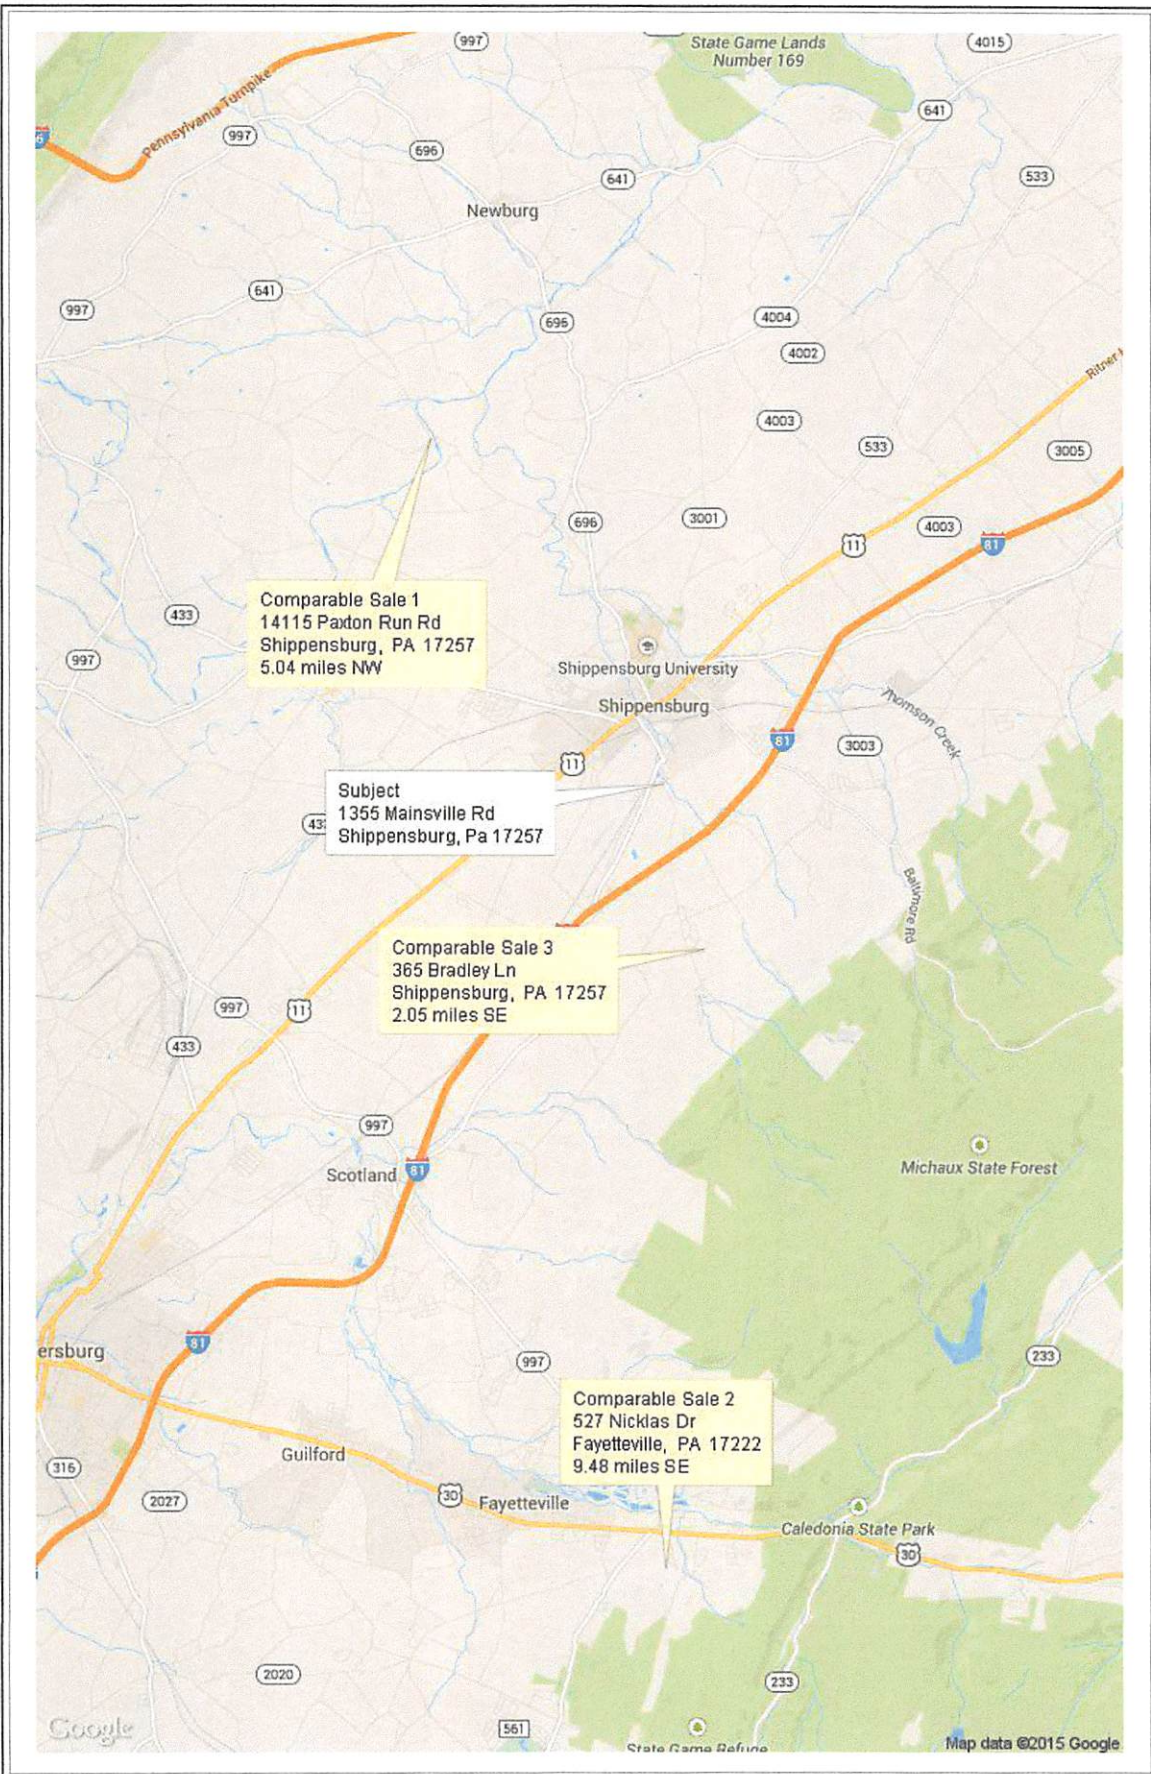 997
State Game Lands
Number 169
4015
Pennsylvania Turnpike
997
696
641
641
533
Newburg
997
641
696
4004
4002
Ritner
4003
533
3005
696
3001
4003
11
81
Comparable Sale 1
14115 Paxton Run Rd
Shippensburg, PA 17257
5.04 miles NW
433
997
Shippensburg University
Shippensburg
Thomson Creek
81
3003
11
Subject
1355 Mainsville Rd
Shippensburg, Pa 17257
Baltimore Rd
Comparable Sale 3
365 Bradley Ln
Shippensburg, PA 17257
2.05 miles SE
997
11
433
997
Scotland
81
Michaux State Forest
81
ersburg
997
233
Comparable Sale 2
527 Nicklas Dr
Fayetteville, PA 17222
9.48 miles SE
Guilford
316
2027
30
Fayetteville
Caledonia State Park
30
2020
233
561
State Game Refuge
Google
Map data ©2015 Google